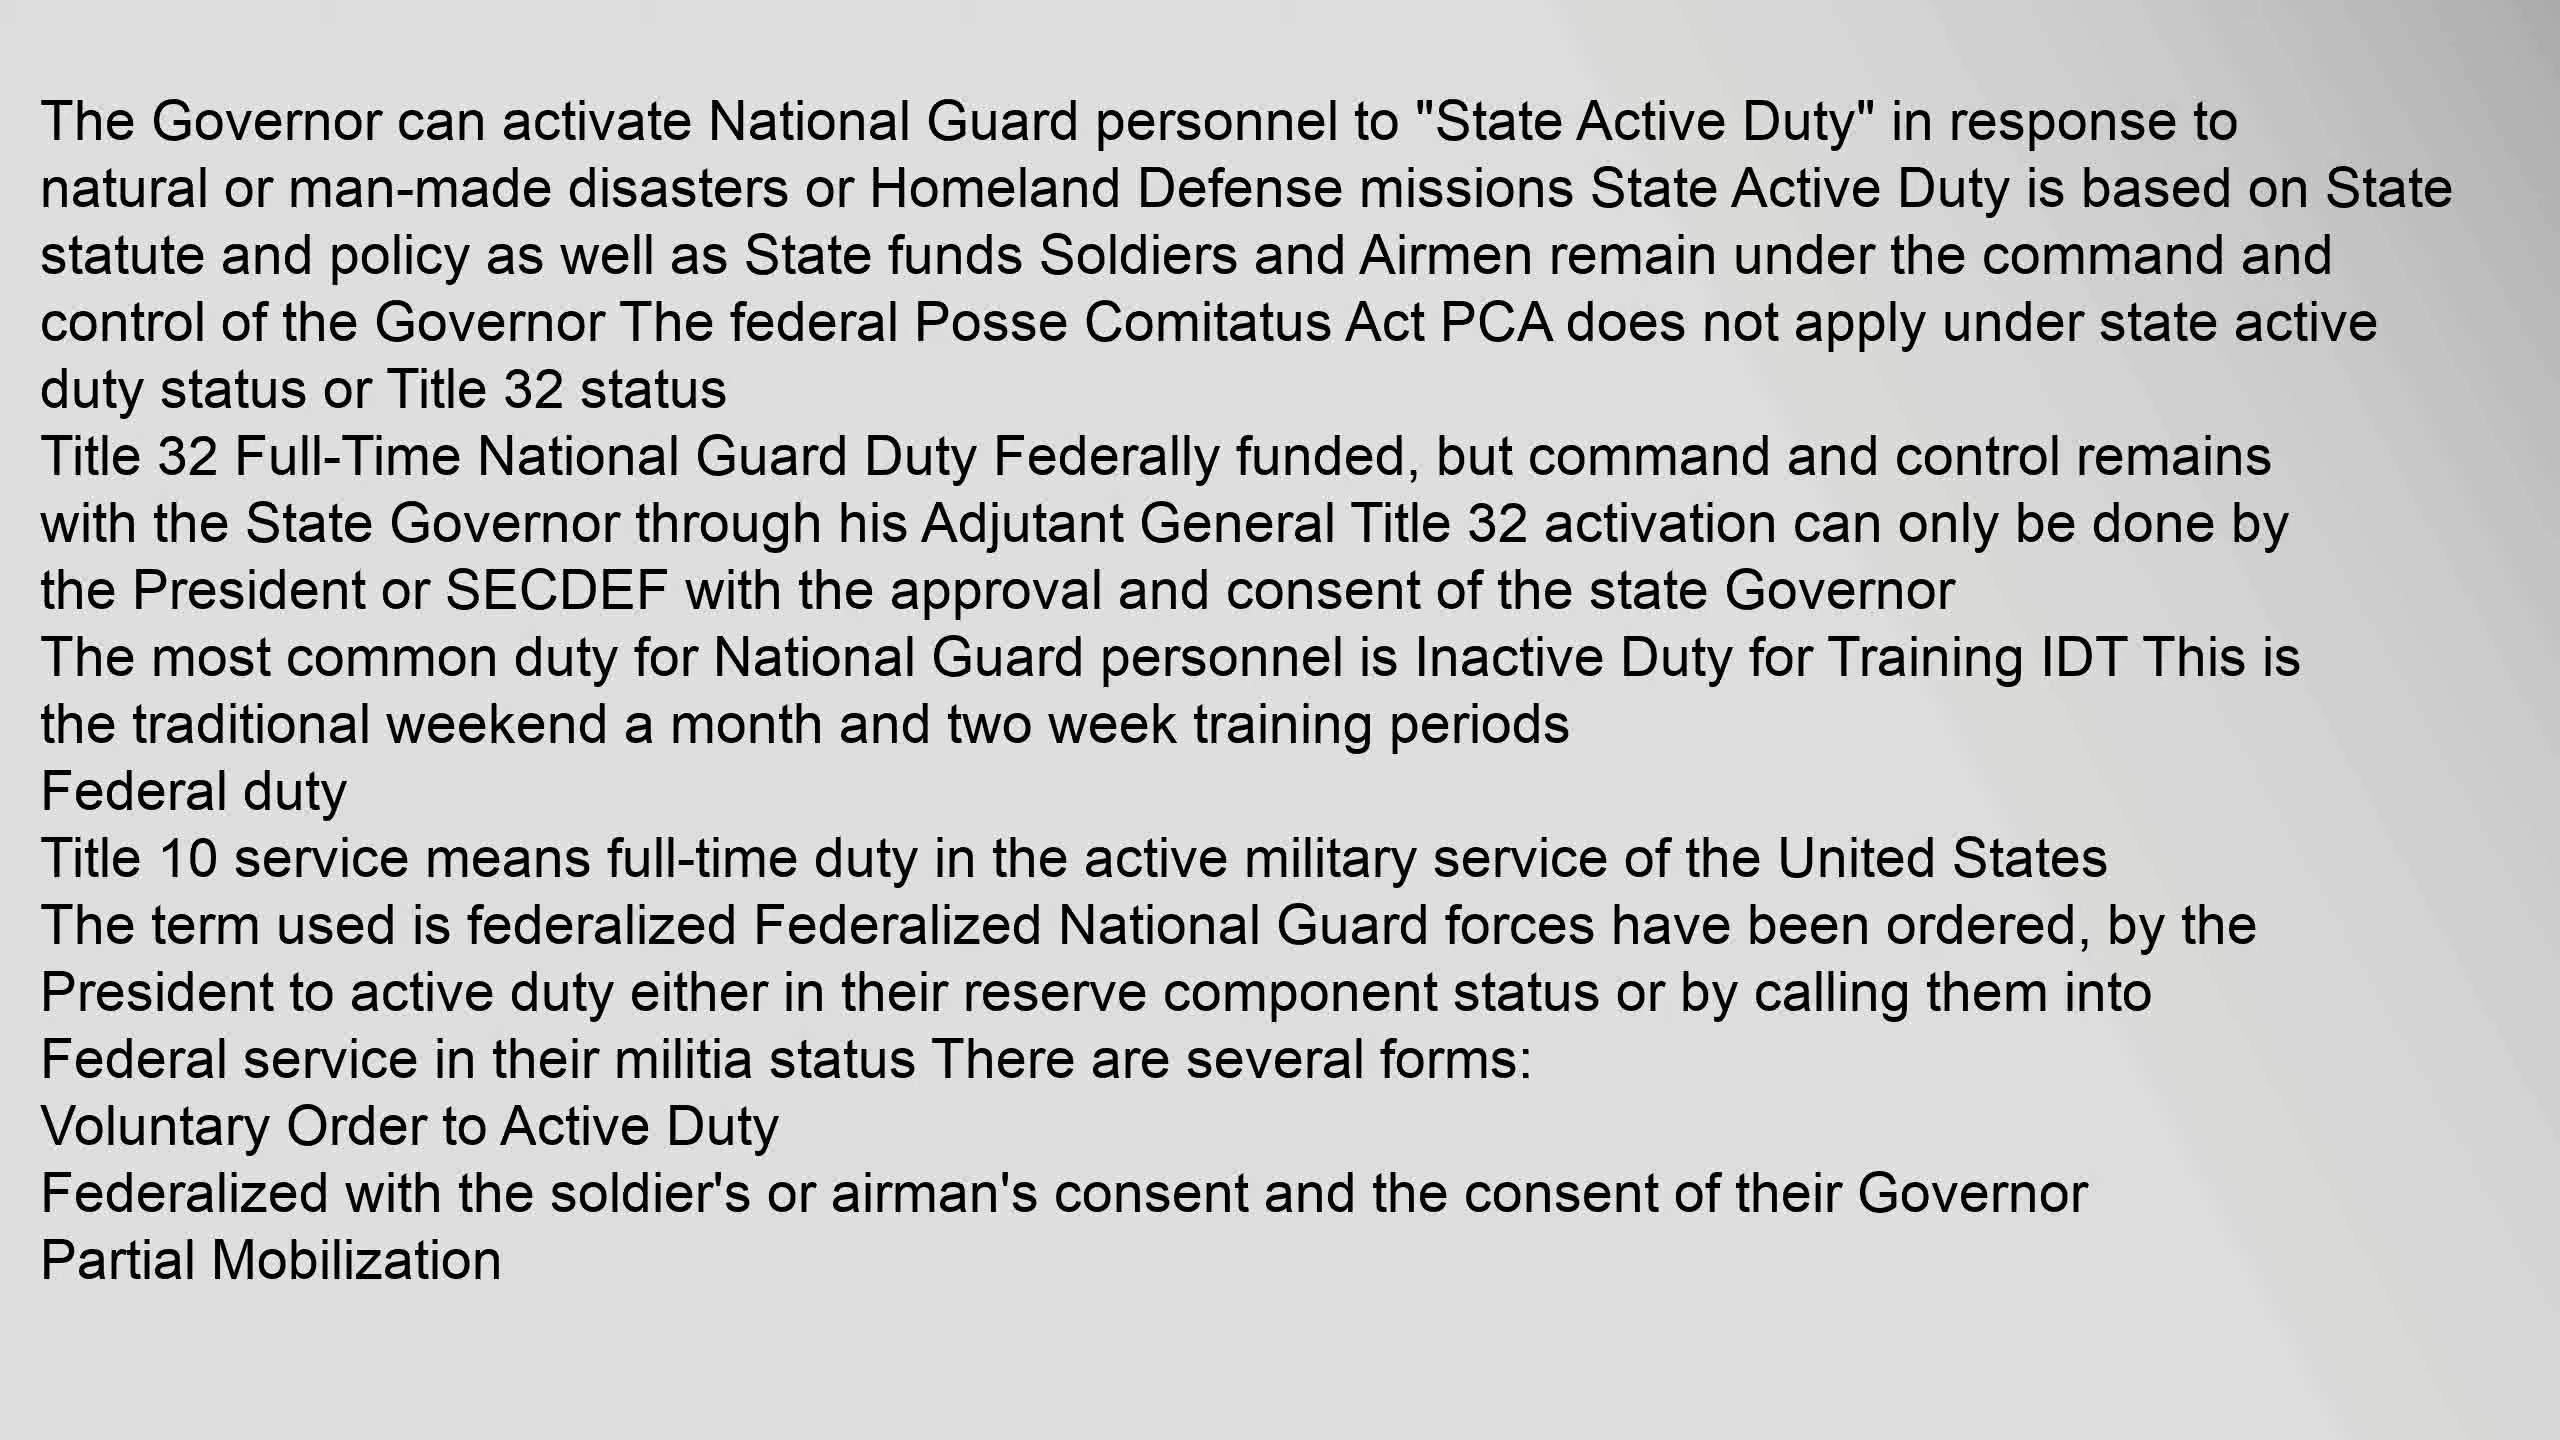 The Governor can activate National Guard personnel to "State Active Duty" in response to
natural or man-made disasters or Homeland Defense missions State Active Duty is based on State
statute and policy as well as State funds Soldiers and Airmen remain under the command and
control of the Governor The federal Posse Comitatus Act PCA does not apply under state active
duty status or Title 32 status
Title 32 Full-Time National Guard Duty Federally funded, but command and control remains
with the State Governor through his Adjutant General Title 32 activation can only be done by
the President or SECDEF with the approval and consent of the state Governor
The most common duty for National Guard personnel is Inactive Duty for Training IDT This is
the traditional weekend a month and two week training periods
Federal duty
Title 10 service means full-time duty in the active military service of the United States
The term used is federalized Federalized National Guard forces have been ordered, by the
President to active duty either in their reserve component status or by calling them into
Federal service in their militia status There are several forms:
Voluntary Order to Active Duty
Federalized with the soldier's or airman's consent and the consent of their Governor
Partial Mobilization